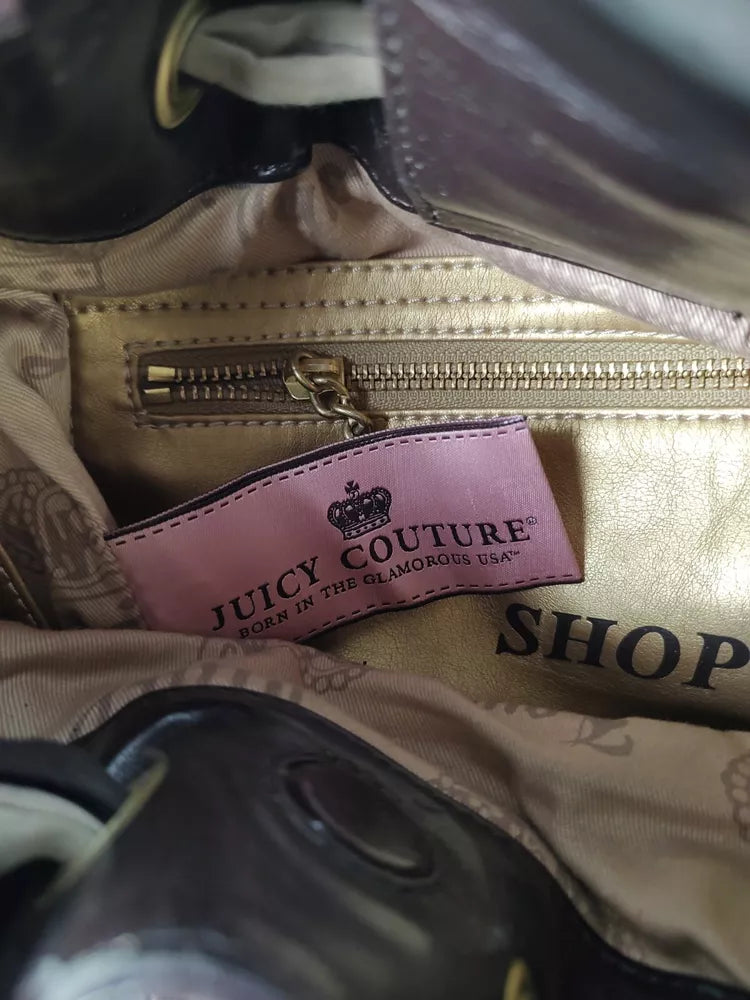 JUICY COUTURE®
BORN IN THE GLAMOROUS USA™
SHOP